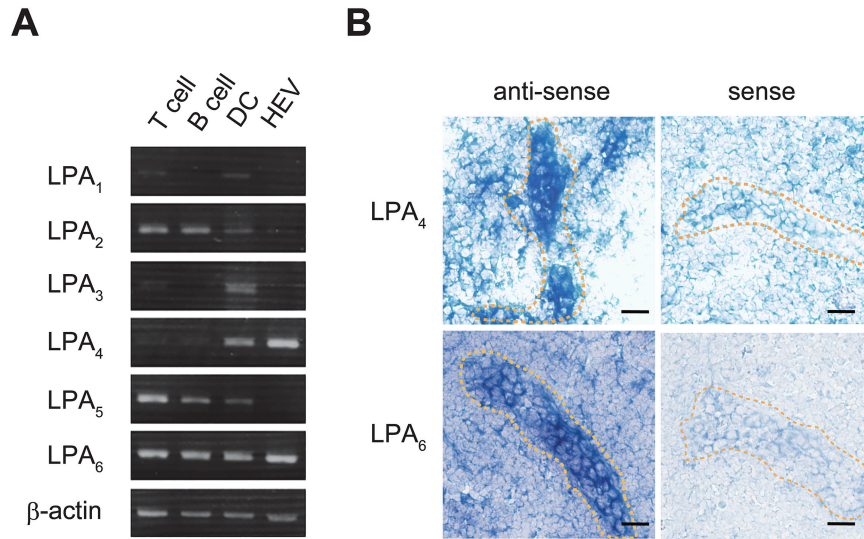 A
T cell B cell DC HEV
LPA₁
LPA₂
LPA₃
LPA₄
LPA₅
LPA₆
β-actin
B
anti-sense sense
LPA₄
LPA₆